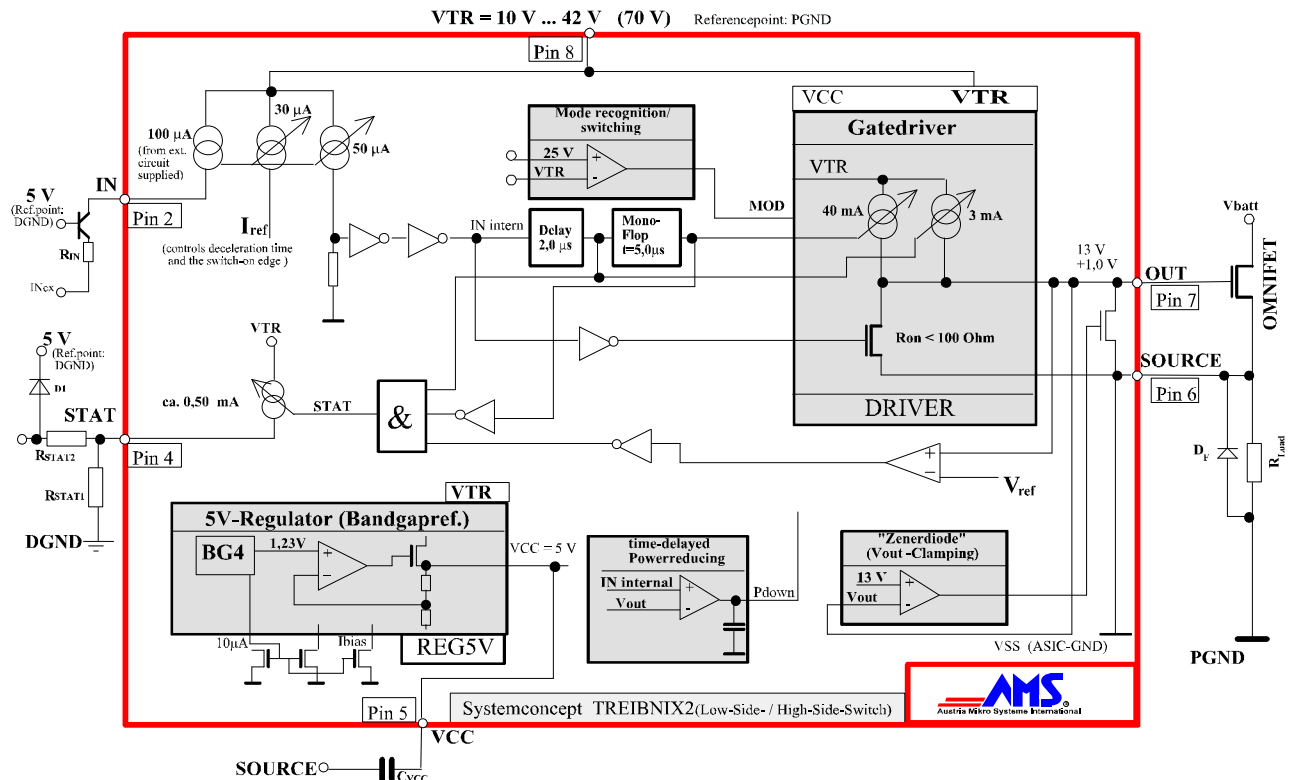 VTR = 10 V ... 42 V (70 V) Referencepoint: PGND
Pin 8
30 µA
100 µA
(from ext.
circuit
supplied)
50 µA
IN
5 V
(Ref.point:
DGND)
Pin 2
RIN
INex
Iref
(controls deceleration time
and the switch-on edge )
Mode recognition/
switching
25 V
+
VTR
-
MOD
IN intern
Delay
2,0 µs
Mono-
Flop
t=5,0µs
VCC VTR
Gatedriver
VTR
40 mA
3 mA
Ron < 100 Ohm
DRIVER
13 V
+1,0 V
OUT
Pin 7
SOURCE
Pin 6
Vbatt
OMNIFET
DF
RLoad
PGND
VTR
5 V
(Ref.point:
DGND)
D1
ca. 0,50 mA
STAT
STAT
&
Pin 4
RSTAT2
RSTAT1
DGND
+
-
Vref
VTR
5V-Regulator (Bandgapref.)
BG4
1,23V
+
-
VCC = 5 V
REG5V
10µA
Ibias
time-delayed
Powerreducing
IN internal
+
Vout
-
Pdown
"Zenerdiode"
(Vout -Clamping)
13 V
+
Vout
-
VSS (ASIC-GND)
Pin 5
VCC
Systemconcept TREIBNIX2(Low-Side- / High-Side-Switch)
AMS®
Austria Mikro Systeme International
SOURCE
CVCC